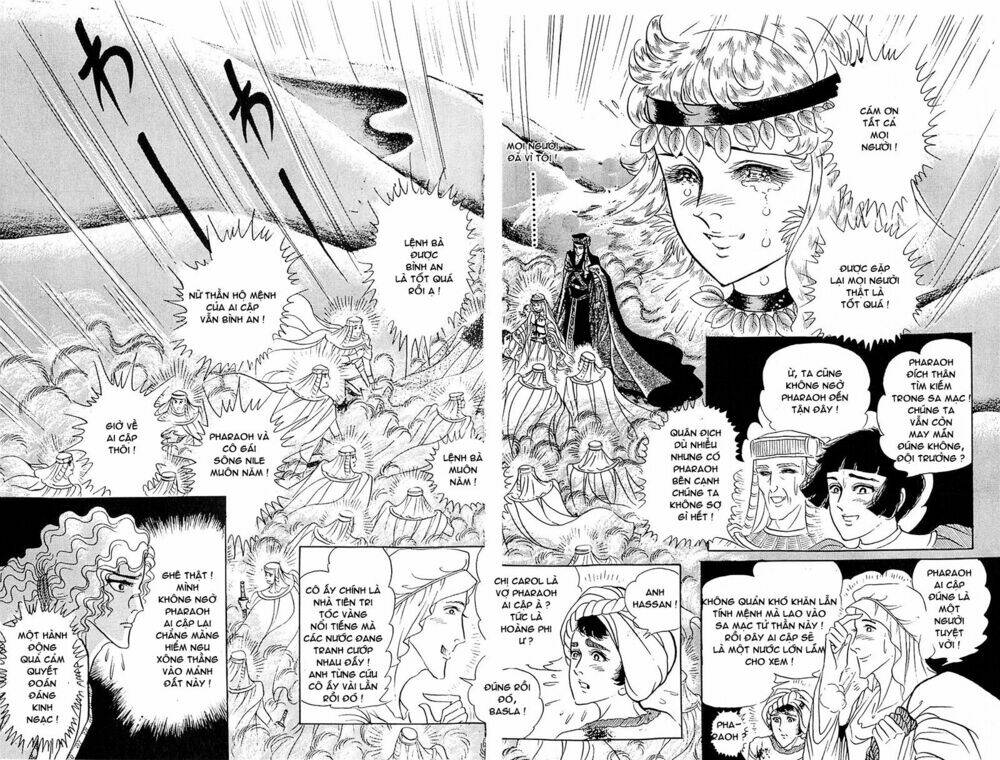 CÁM ƠN
TẤT CẢ
MỌI
NGƯỜI !
MỌI NGƯỜI
ĐÃ VÌ TÔI !
ĐƯỢC GẶP
LẠI MỌI NGƯỜI
THẬT LÀ
TỐT QUÁ !
PHARAOH
ĐÍCH THÂN
TÌM KIẾM
TRONG SA MẠC !
CHÚNG TA
VẪN CÒN
MAY MẮN
ĐÚNG KHÔNG,
ĐỘI TRƯỞNG ?
Ừ, TA CŨNG
KHÔNG NGỜ
PHARAOH ĐẾN
TẬN ĐÂY !
QUÂN ĐỊCH
DÙ NHIỀU
NHƯNG CÓ
PHARAOH
BÊN CẠNH
CHÚNG TA
KHÔNG SỢ
GÌ HẾT !
PHARAOH
AI CẬP
ĐÚNG LÀ
MỘT
NGƯỜI
TUYỆT
VỜI !
KHÔNG QUẢN KHÓ KHĂN LẪN
TÍNH MỆNH MÀ LAO VÀO
SA MẠC TỬ THẦN NÀY !
RỒI ĐÂY AI CẬP SẼ
LÀ MỘT NƯỚC LỚN LẮM
CHO XEM !
PHA-
RAOH ?
ANH
HASSAN !
CHỊ CAROL LÀ
VỢ PHARAOH
AI CẬP À ?
TỨC LÀ
HOÀNG PHI
Ư ?
ĐÚNG RỒI
ĐÓ,
BASLA !
わーわー
LỆNH BÀ
ĐƯỢC
BÌNH AN
LÀ TỐT QUÁ
RỒI Ạ !
NỮ THẦN HỘ MỆNH
CỦA AI CẬP
VẪN BÌNH AN !
GIỜ VỀ
AI CẬP
THÔI !
PHARAOH VÀ
CÔ GÁI
SÔNG NILE
MUÔN NĂM !
LỆNH BÀ
MUÔN
NĂM !
CÔ ẤY CHÍNH LÀ
NHÀ TIÊN TRI
TÓC VÀNG
NỔI TIẾNG MÀ
CÁC NƯỚC ĐANG
TRANH CƯỚP
NHAU ĐẤY !
ANH TỪNG CỨU
CÔ ẤY VÀI LẦN
RỒI ĐÓ !
GHÊ THẬT !
MÌNH
KHÔNG NGỜ
PHARAOH
AI CẬP LẠI
CHẲNG MÀNG
HIỂM NGUY
XÔNG THẲNG
VÀO MẢNH
ĐẤT NÀY !
MỘT HÀNH
ĐỘNG
QUẢ CẢM
QUYẾT
ĐOÁN
ĐÁNG
KINH
NGẠC !